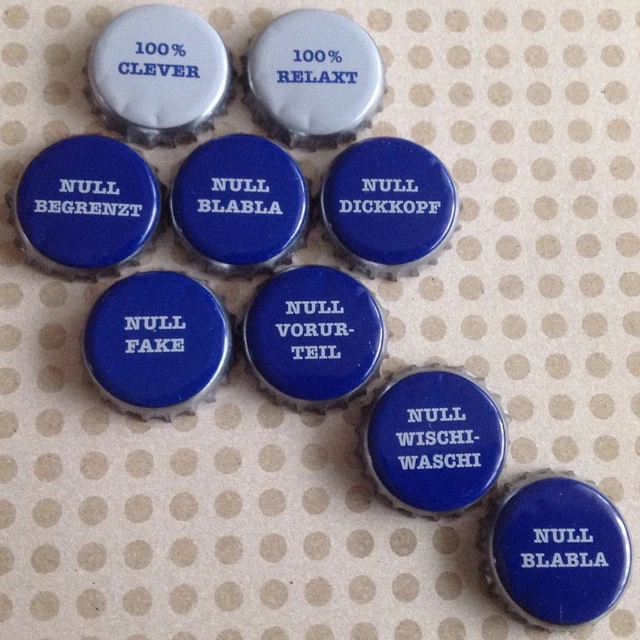 100%
CLEVER
100%
RELAXT
NULL
BEGRENZT
NULL
BLABLA
NULL
DICKKOPF
NULL
FAKE
NULL
VORUR-
TEIL
NULL
WISCHI-
WASCHI
NULL
BLABLA